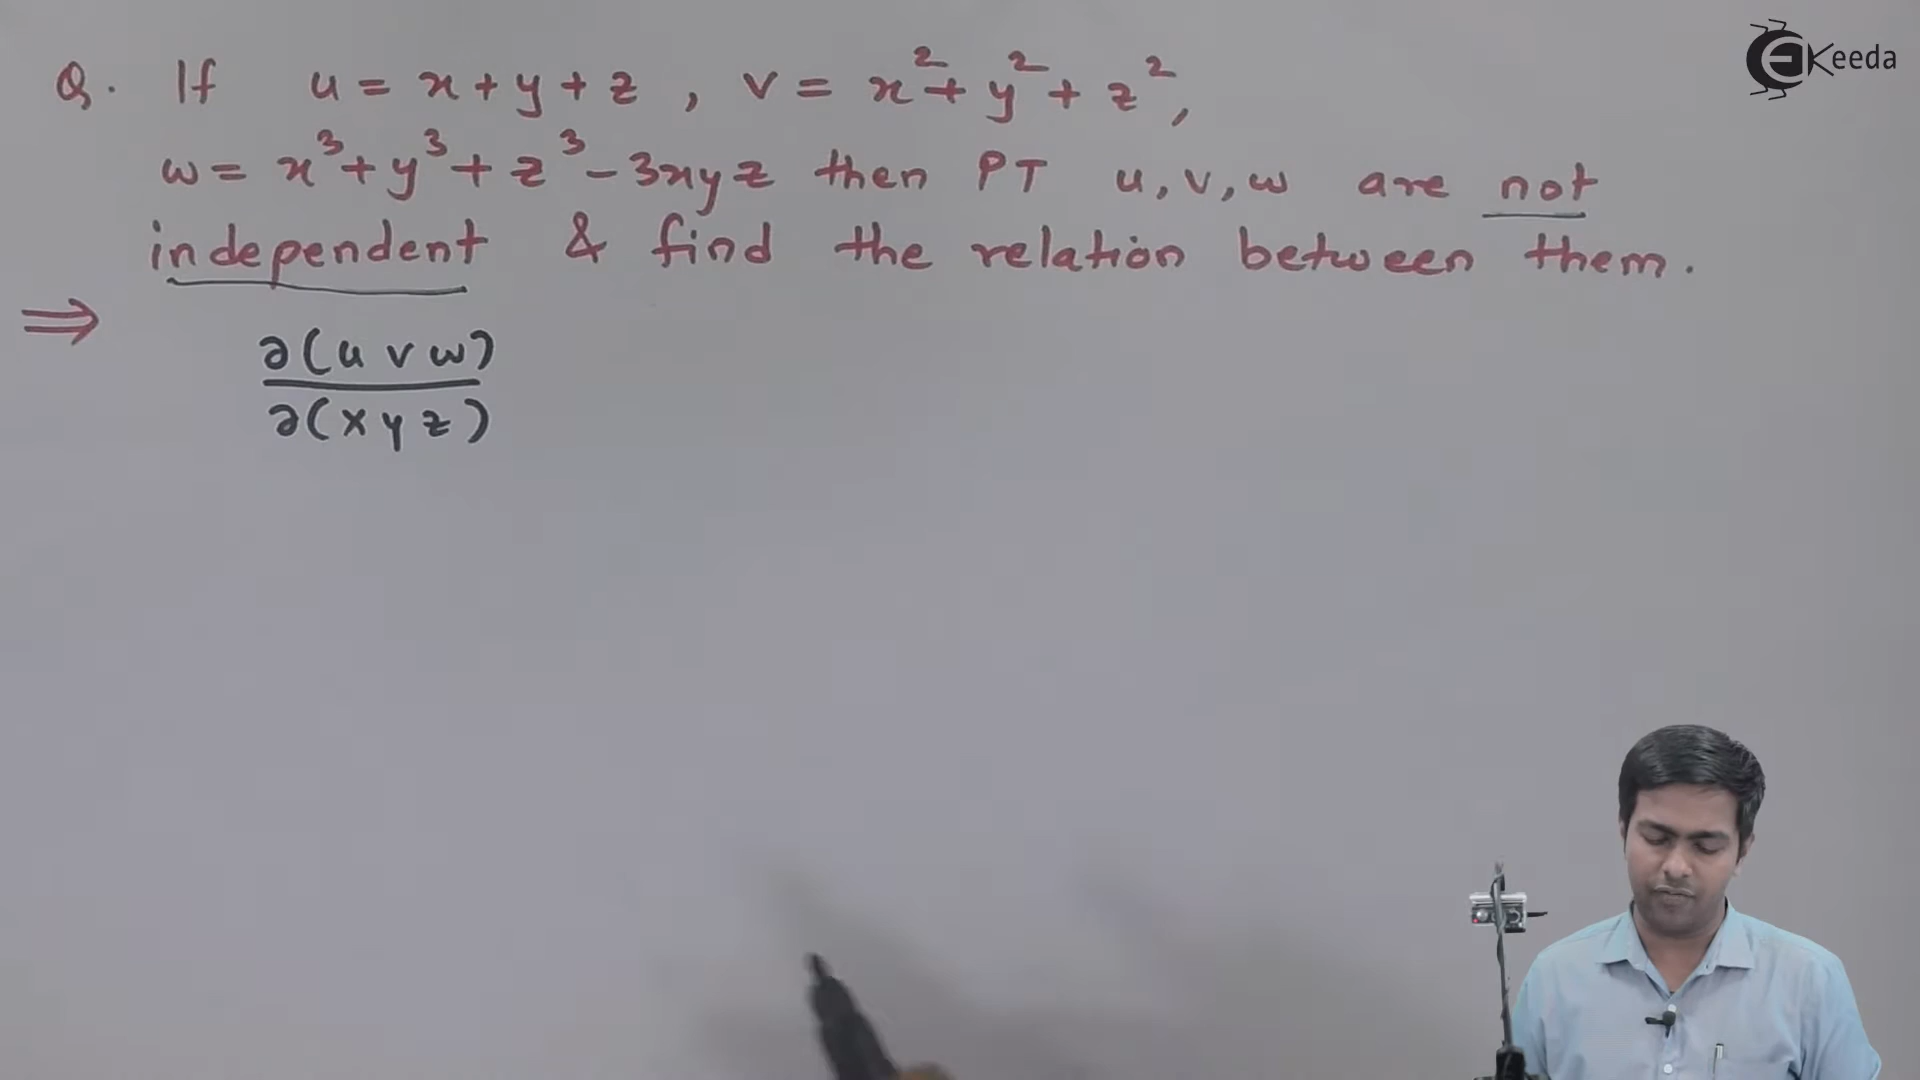 Q. If u = x + y + z , v = x² + y² + z² ,
w = x³ + y³ + z³ - 3xyz then PT u, v, w are not
independent & find the relation between them.
⇒
∂(u v w)
∂(x y z)
eKeeda